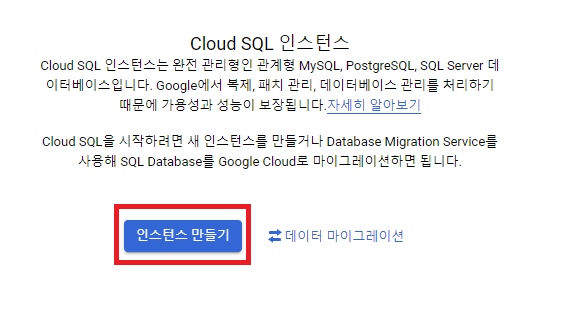 Cloud SQL 인스턴스
Cloud SQL 인스턴스는 완전 관리형인 관계형 MySQL, PostgreSQL, SQL Server 데
이터베이스입니다. Google에서 복제, 패치 관리, 데이터베이스 관리를 처리하기
때문에 가용성과 성능이 보장됩니다.자세히 알아보기
Cloud SQL을 시작하려면 새 인스턴스를 만들거나 Database Migration Service를
사용해 SQL Database를 Google Cloud로 마이그레이션하면 됩니다.
인스턴스 만들기 데이터 마이그레이션